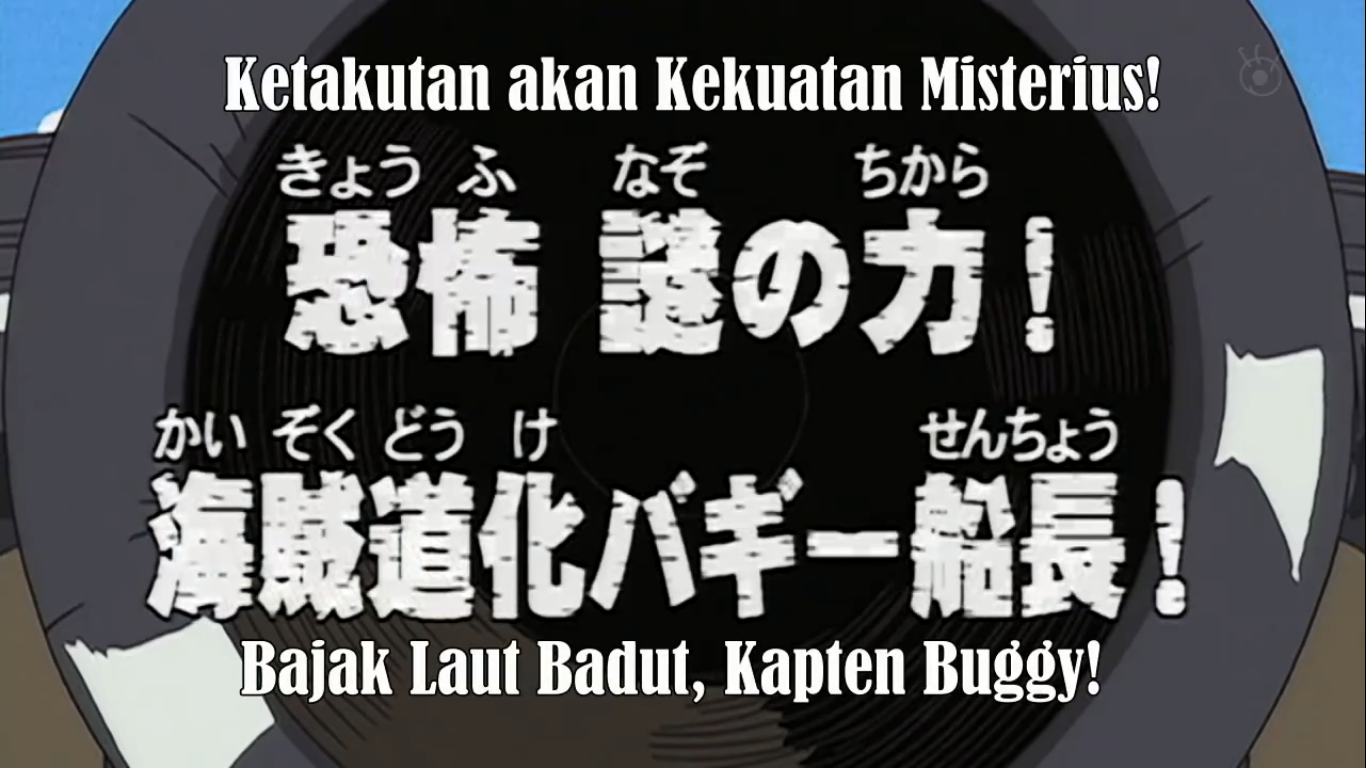 Ketakutan akan Kekuatan Misterius!
きょう ふ なぞ ちから
恐怖 謎の力！
かい ぞく どう け せんちょう
海賊道化バギー船長！
Bajak Laut Badut, Kapten Buggy!